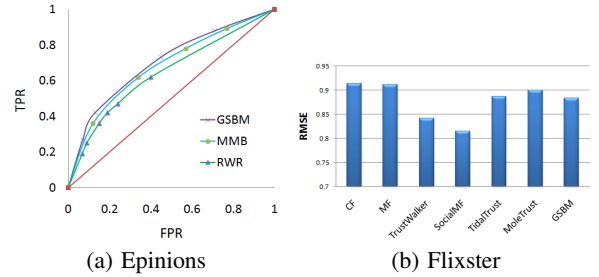 TPR
1
0.8
0.6
0.4
0.2
0
0
0.2
0.4
0.6
0.8
1
FPR
GSBM
MMB
RWR
(a) Epinions
RMSE
0.95
0.9
0.85
0.8
0.75
0.7
CF
MF
TrustWalker
SocialMF
TidalTrust
MoleTrust
GSBM
(b) Flixster